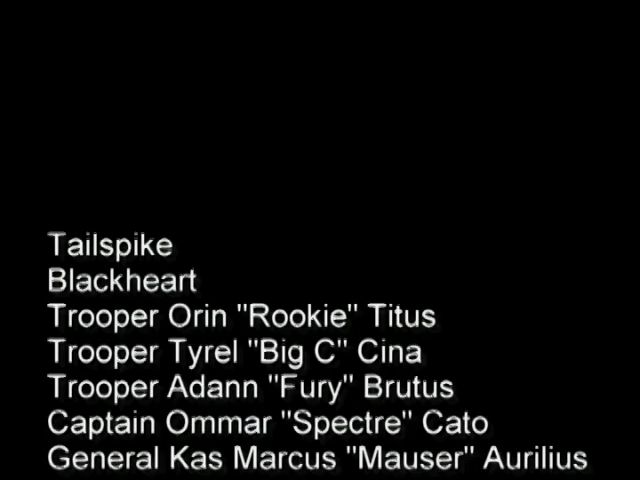 Tailspike
Blackheart
Trooper Orin "Rookie" Titus
Trooper Tyrel "Big C" Cina
Trooper Adann "Fury" Brutus
Captain Ommar "Spectre" Cato
General Kas Marcus "Mauser" Aurilius